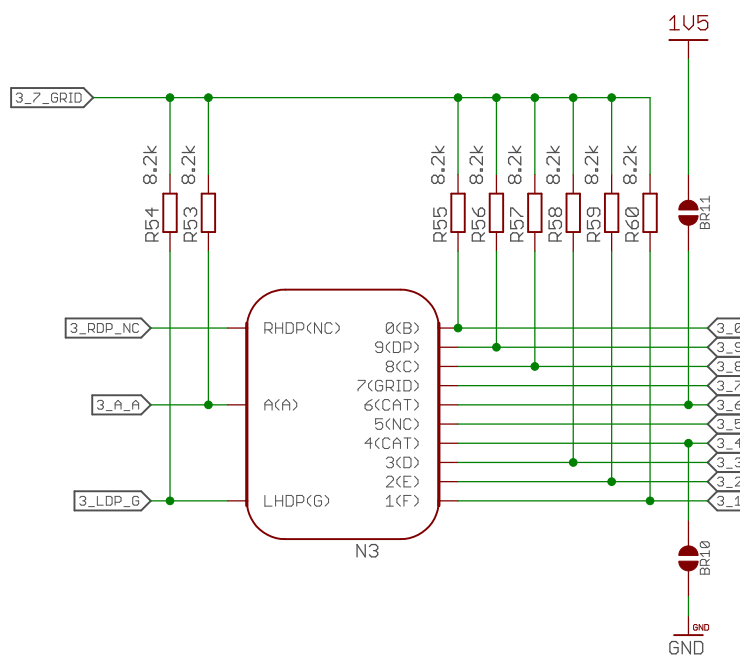 1V5
3_7_GRID
8.2k
8.2k
8.2k
8.2k
8.2k
8.2k
8.2k
8.2k
R54
R53
R55
R56
R57
R58
R59
R60
BR11
3_RDP_NC
RHDP(NC)
0(B)
3_0
9(DP)
3_9
8(C)
3_8
7(GRID)
3_7
3_A_A
A(A)
6(CAT)
3_6
5(NC)
3_5
4(CAT)
3_4
3(D)
3_3
2(E)
3_2
3_LDP_G
LHDP(G)
1(F)
3_1
N3
BR10
GND
GND